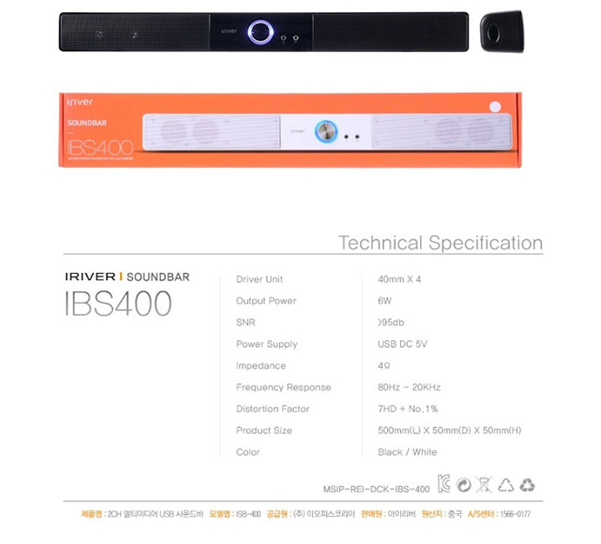 iriver
iriver
SOUNDBAR
IBS400
iriver
Technical Specification
IRIVER | SOUNDBAR
IBS400
Driver Unit 40mm X 4
Output Power 6W
SNR >95db
Power Supply USB DC 5V
Impedance 4Ω
Frequency Response 80Hz - 20KHz
Distortion Factor 7HD + No,1%
Product Size 500mm(L) X 50mm(D) X 50mm(H)
Color Black / White
MSIP-REI-DCK-IBS-400
제품명 : 2CH 멀티미디어 USB 사운드바 모델명 : ISB-400 공급원 : (주) 이오피스코리아 판매원 : 아이리버 원산지 : 중국 A/S센터 : 1566-0177